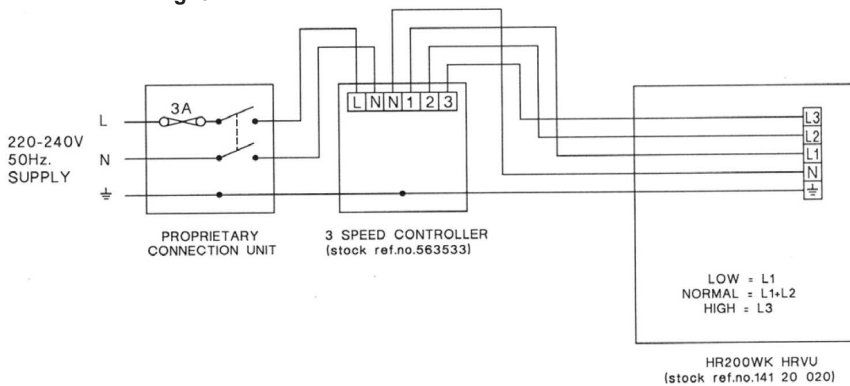 3A
L
220-240V
50Hz.
SUPPLY
N
L N N 1 2 3
L3
L2
L1
N
PROPRIETARY
CONNECTION UNIT
3 SPEED CONTROLLER
(stock ref.no.563533)
LOW = L1
NORMAL = L1+L2
HIGH = L3
HR200WK HRVU
(stock ref.no.141 20 020)